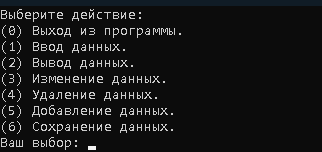 Выберите действие:
(0) Выход из программы.
(1) Ввод данных.
(2) Вывод данных.
(3) Изменение данных.
(4) Удаление данных.
(5) Добавление данных.
(6) Сохранение данных.
Ваш выбор: